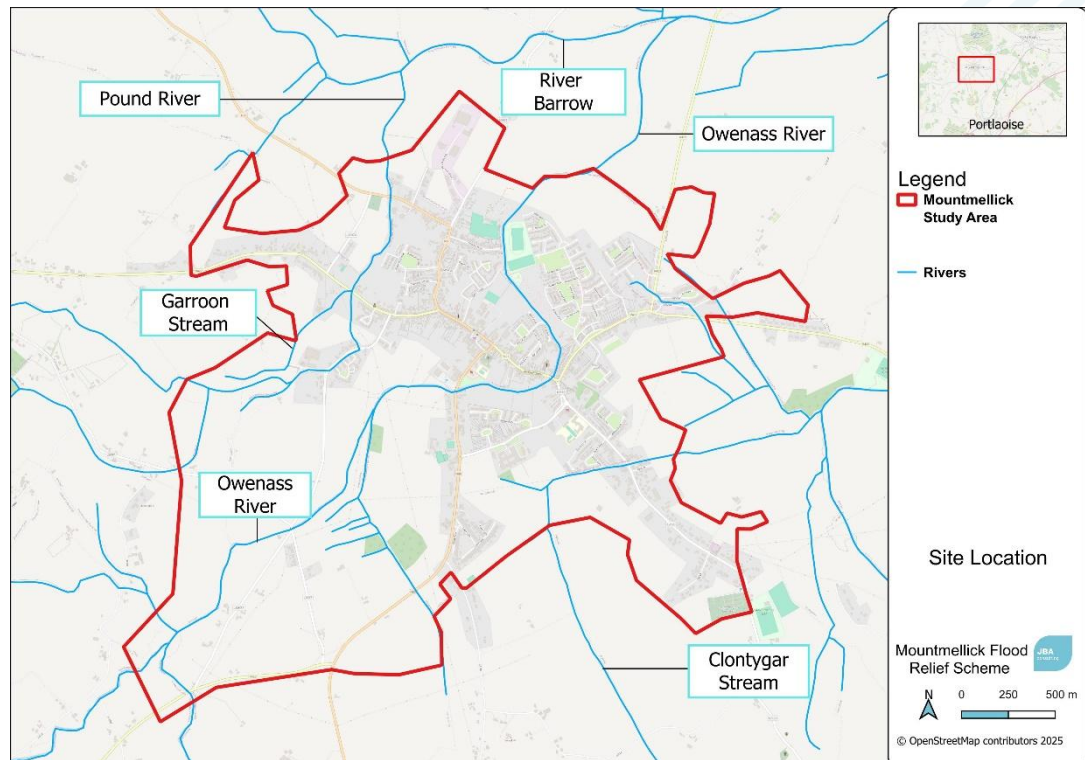 Pound River
River
Barrow
Owenass River
Garroon
Stream
Owenass
River
Clontygar
Stream
Portlaoise
Legend
Mountmellick
Study Area
Rivers
Site Location
Mountmellick Flood
Relief Scheme
JBA
consulting
N
0 250 500 m
© OpenStreetMap contributors 2025